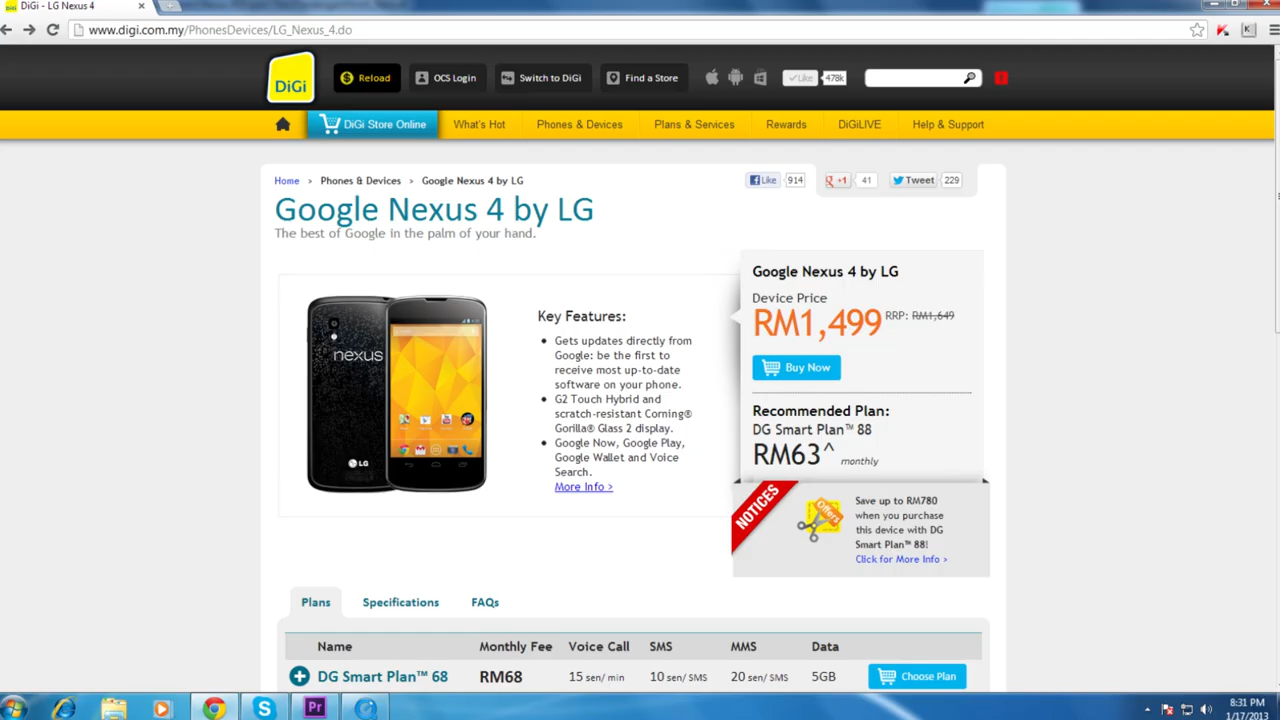 DiGi - LG Nexus 4
www.digi.com.my/PhonesDevices/LG_Nexus_4.do
DiGi
Reload
OCS Login
Switch to DiGi
Find a Store
Like
478k
DiGi Store Online
What's Hot
Phones & Devices
Plans & Services
Rewards
DiGiLIVE
Help & Support
Home > Phones & Devices > Google Nexus 4 by LG
Like 914
+1 41
Tweet 229
Google Nexus 4 by LG
The best of Google in the palm of your hand.
nexus
LG
Key Features:
Gets updates directly from
Google: be the first to
receive most up-to-date
software on your phone.
G2 Touch Hybrid and
scratch-resistant Corning®
Gorilla® Glass 2 display.
Google Now, Google Play,
Google Wallet and Voice
Search.
More Info >
Google Nexus 4 by LG
Device Price
RM1,499 RRP: RM1,649
Buy Now
Recommended Plan:
DG Smart Plan™ 88
RM63^ monthly
NOTICES
Offers
Save up to RM780
when you purchase
this device with DG
Smart Plan™ 88!
Click for More Info >
Plans
Specifications
FAQs
Name Monthly Fee Voice Call SMS MMS Data
DG Smart Plan™ 68 RM68 15 sen/ min 10 sen/ SMS 20 sen/ SMS 5GB Choose Plan
Pr
8:31 PM
1/17/2013